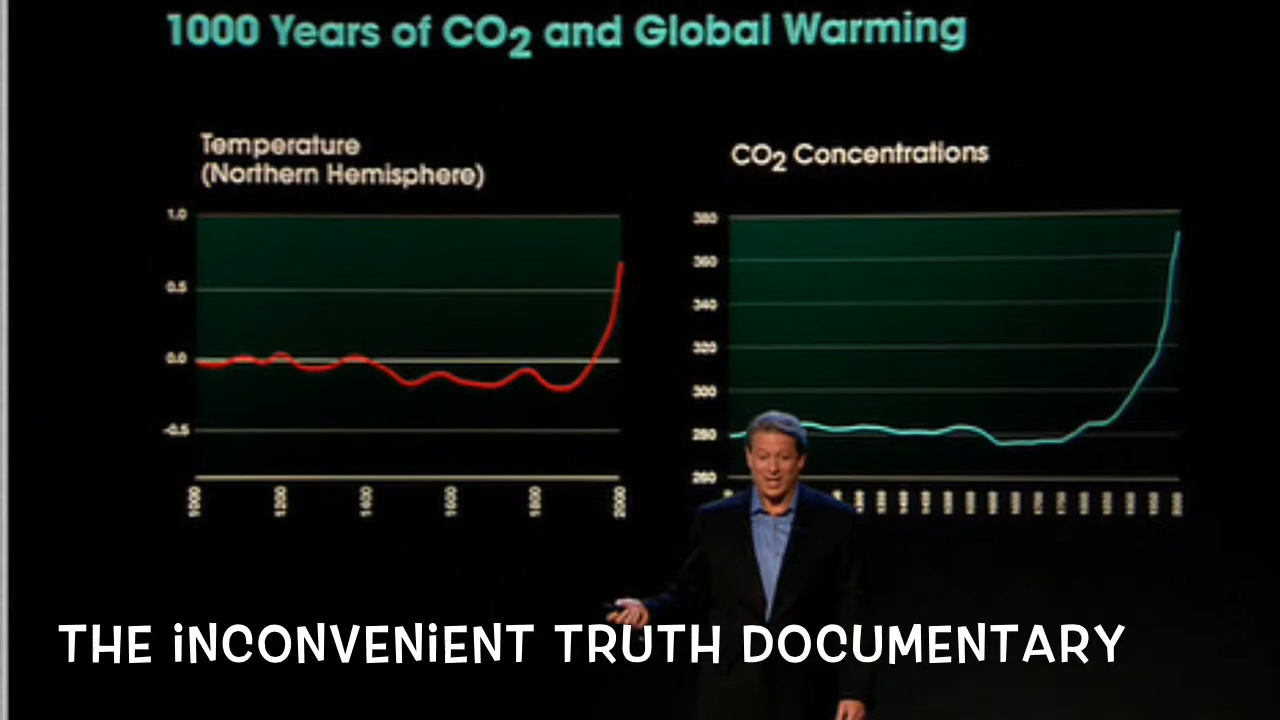 1000 Years of CO2 and Global Warming
Temperature
(Northern Hemisphere)
1.0
0.5
0.0
-0.5
1000 1200 1400 1600 1800 2000
CO2 Concentrations
380
360
340
320
300
280
260
2000
THE iNCONVENiENT TRUTH DOCUMENTARY